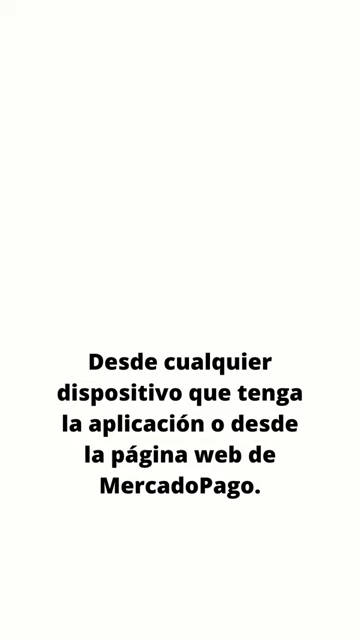 Desde cualquier
dispositivo que tenga
la aplicación o desde
la página web de
MercadoPago.